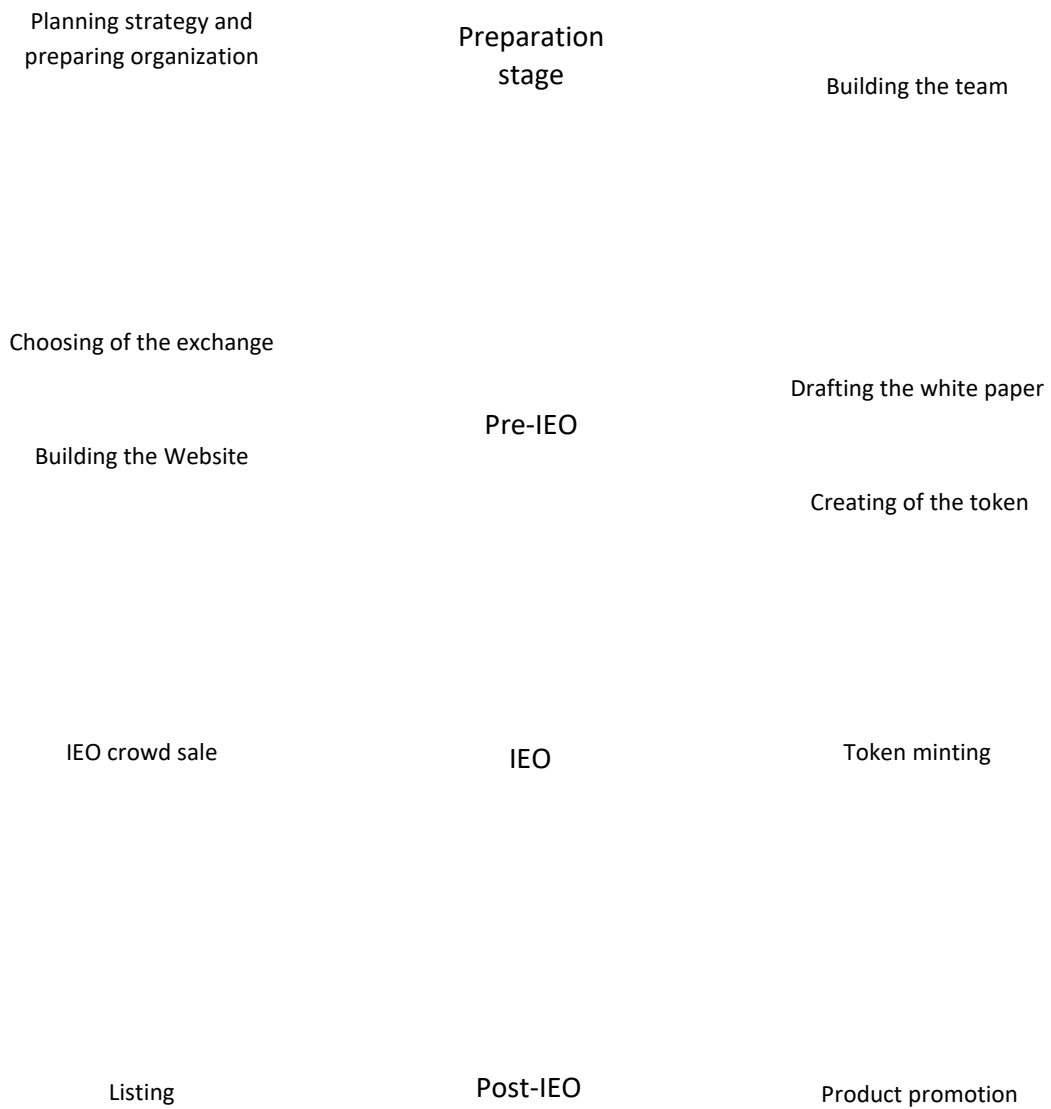 Planning strategy and
preparing organization
Preparation
stage
Building the team
Choosing of the exchange
Drafting the white paper
Pre-IEO
Building the Website
Creating of the token
IEO crowd sale
IEO
Token minting
Listing
Post-IEO
Product promotion